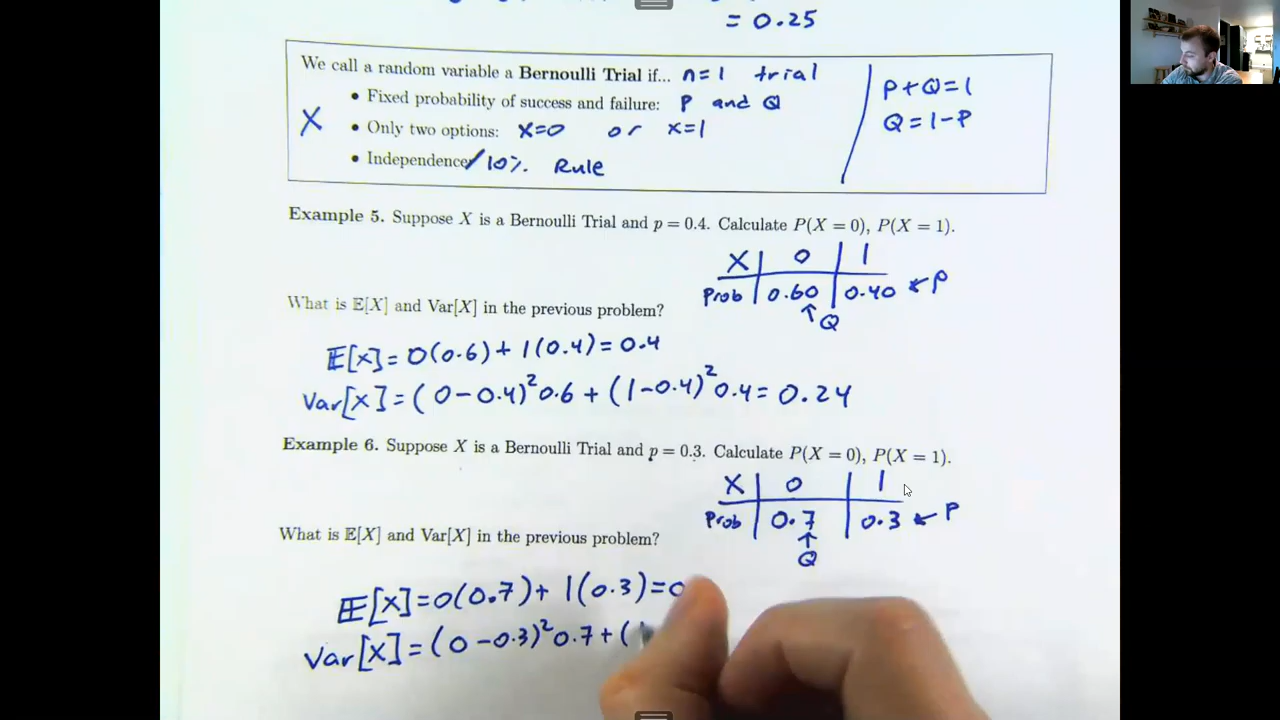 = 0.25
We call a random variable a Bernoulli Trial if... n=1 trial
• Fixed probability of success and failure: P and Q
• Only two options: x=0 or x=1
• Independence/10% Rule
X
P+Q=1
Q=1-P
Example 5. Suppose X is a Bernoulli Trial and p = 0.4. Calculate P(X = 0), P(X = 1).
X | 0 | 1
Prob | 0.60 | 0.40 ← P
↑ Q
What is 𝔼[X] and Var[X] in the previous problem?
𝔼[X] = 0(0.6) + 1(0.4) = 0.4
Var[X] = (0-0.4)²0.6 + (1-0.4)²0.4 = 0.24
Example 6. Suppose X is a Bernoulli Trial and p = 0.3. Calculate P(X = 0), P(X = 1).
X | 0 | 1
Prob | 0.7 | 0.3 ← P
↑ Q
What is 𝔼[X] and Var[X] in the previous problem?
𝔼[X] = 0(0.7) + 1(0.3) = 0
Var[X] = (0-0.3)²0.7 + (